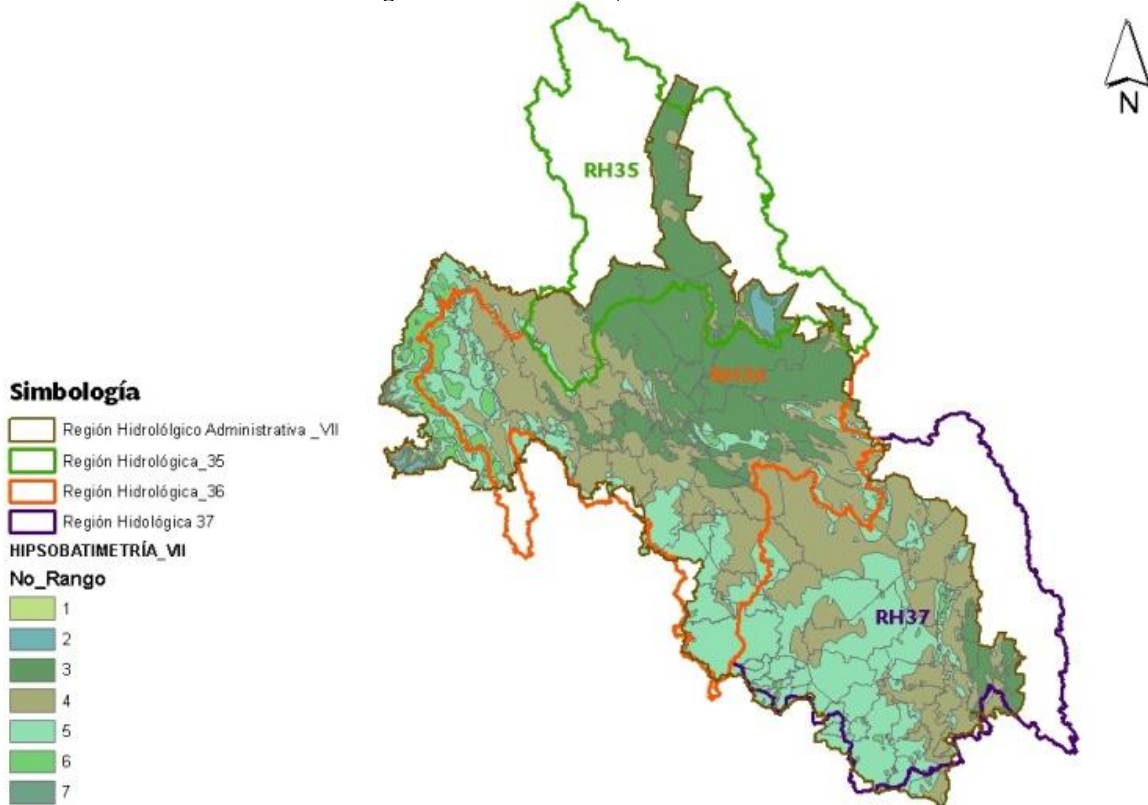 N
RH35
RH36
RH37
Simbología
Región Hidrolólgico Administrativa _VII
Región Hidrológica_35
Región Hidrológica_36
Región Hidológica 37
HIPSOBATIMETRÍA_VII
No_Rango
1
2
3
4
5
6
7